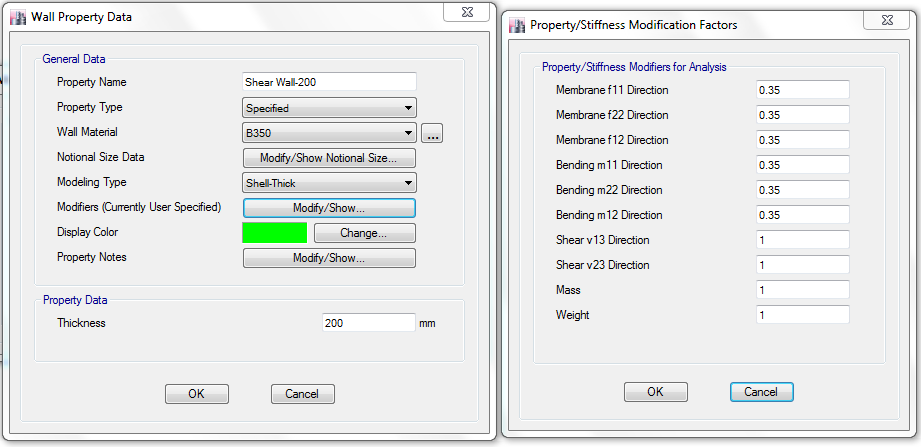 Wall Property Data
General Data
Property Name Shear Wall-200
Property Type Specified
Wall Material B350 ...
Notional Size Data Modify/Show Notional Size...
Modeling Type Shell-Thick
Modifiers (Currently User Specified) Modify/Show...
Display Color Change...
Property Notes Modify/Show...
Property Data
Thickness 200 mm
OK Cancel
Property/Stiffness Modification Factors
Property/Stiffness Modifiers for Analysis
Membrane f11 Direction 0.35
Membrane f22 Direction 0.35
Membrane f12 Direction 0.35
Bending m11 Direction 0.35
Bending m22 Direction 0.35
Bending m12 Direction 0.35
Shear v13 Direction 1
Shear v23 Direction 1
Mass 1
Weight 1
OK Cancel